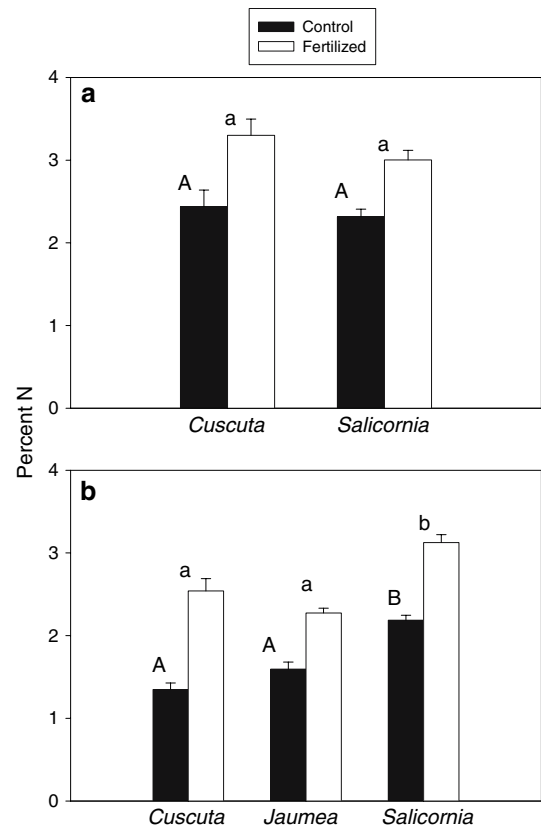 Control
Fertilized
a
4
3
2
1
0
A
a
A
a
Cuscuta
Salicornia
Percent N
b
4
3
2
1
0
A
a
A
a
B
b
Cuscuta
Jaumea
Salicornia